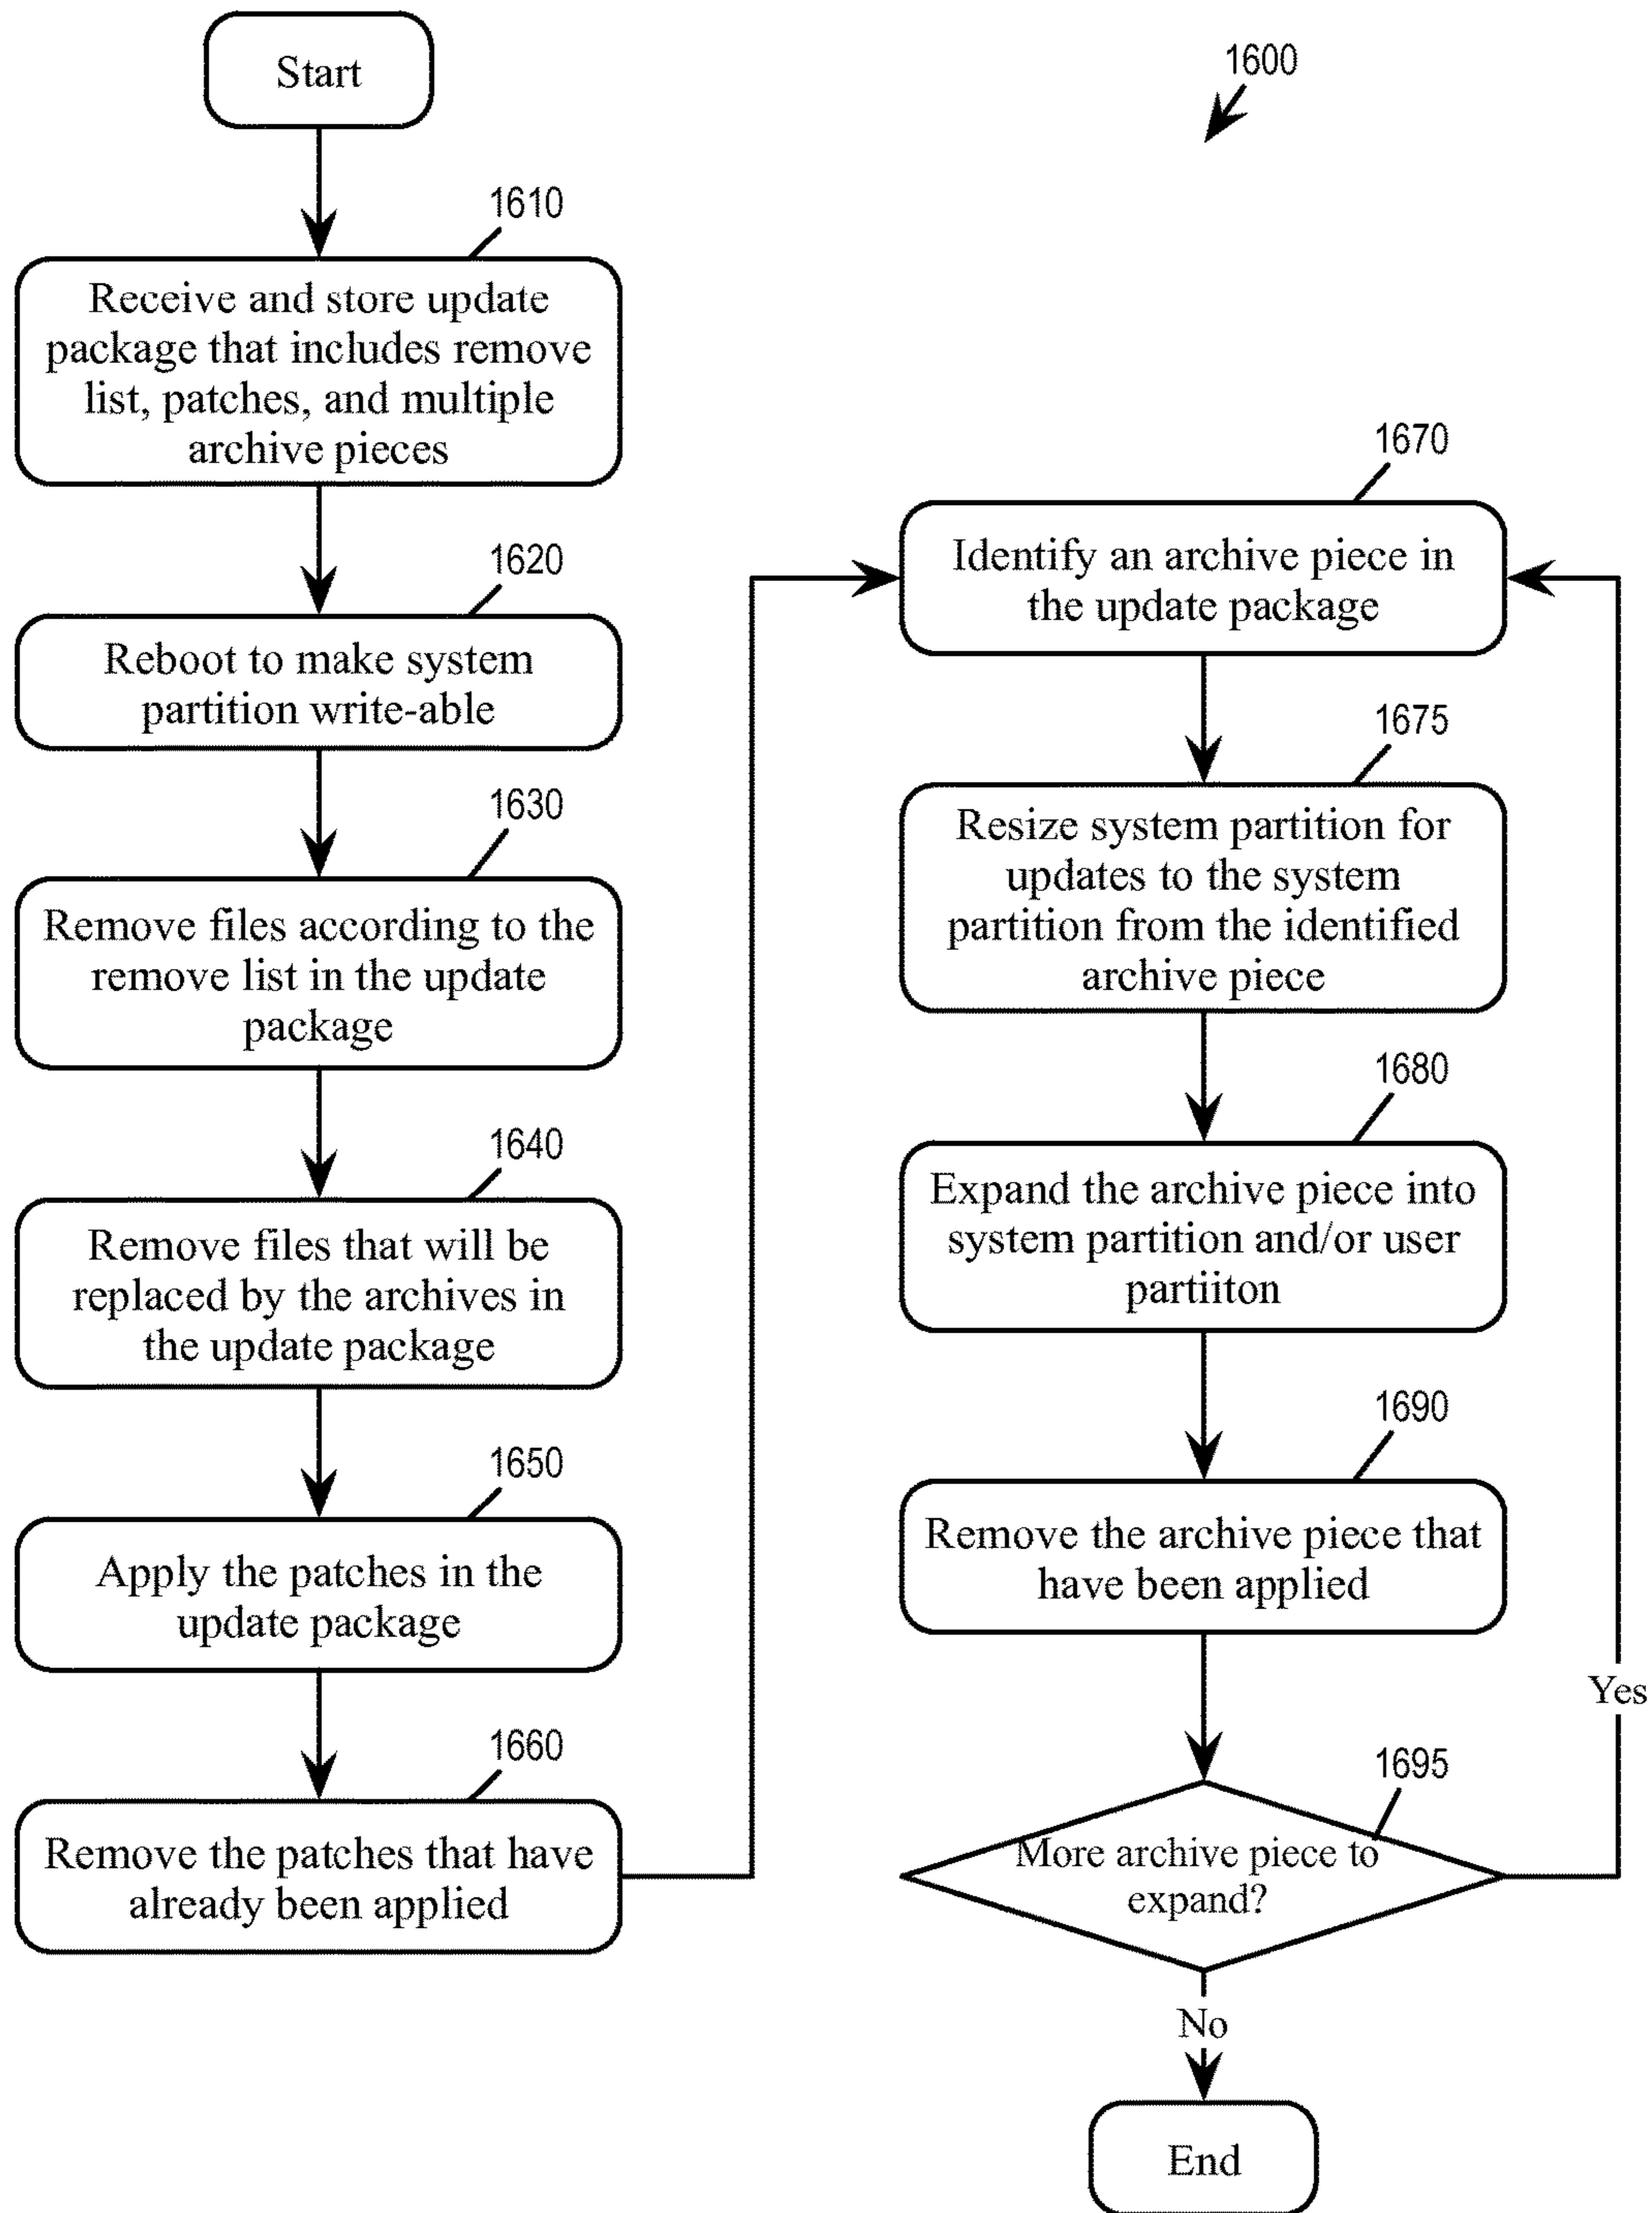 Start
1600
1610
Receive and store update
package that includes remove
list, patches, and multiple
archive pieces
1620
Reboot to make system
partition write-able
1630
Remove files according to the
remove list in the update
package
1640
Remove files that will be
replaced by the archives in
the update package
1650
Apply the patches in the
update package
1660
Remove the patches that have
already been applied
1670
Identify an archive piece in
the update package
1675
Resize system partition for
updates to the system
partition from the identified
archive piece
1680
Expand the archive piece into
system partition and/or user
partiiton
1690
Remove the archive piece that
have been applied
Yes
1695
More archive piece to
expand?
No
End